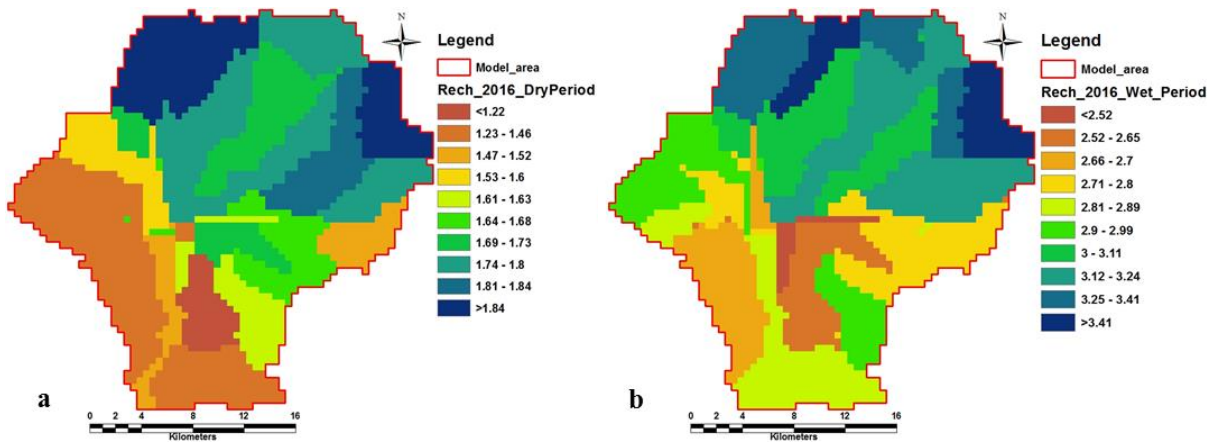 N
Legend
Model_area
Rech_2016_DryPeriod
<1.22
1.23 - 1.46
1.47 - 1.52
1.53 - 1.6
1.61 - 1.63
1.64 - 1.68
1.69 - 1.73
1.74 - 1.8
1.81 - 1.84
>1.84
a
0 2 4 8 12 16
Kilometers
N
Legend
Model_area
Rech_2016_Wet_Period
<2.52
2.52 - 2.65
2.66 - 2.7
2.71 - 2.8
2.81 - 2.89
2.9 - 2.99
3 - 3.11
3.12 - 3.24
3.25 - 3.41
>3.41
b
0 2 4 8 12 16
Kilometers